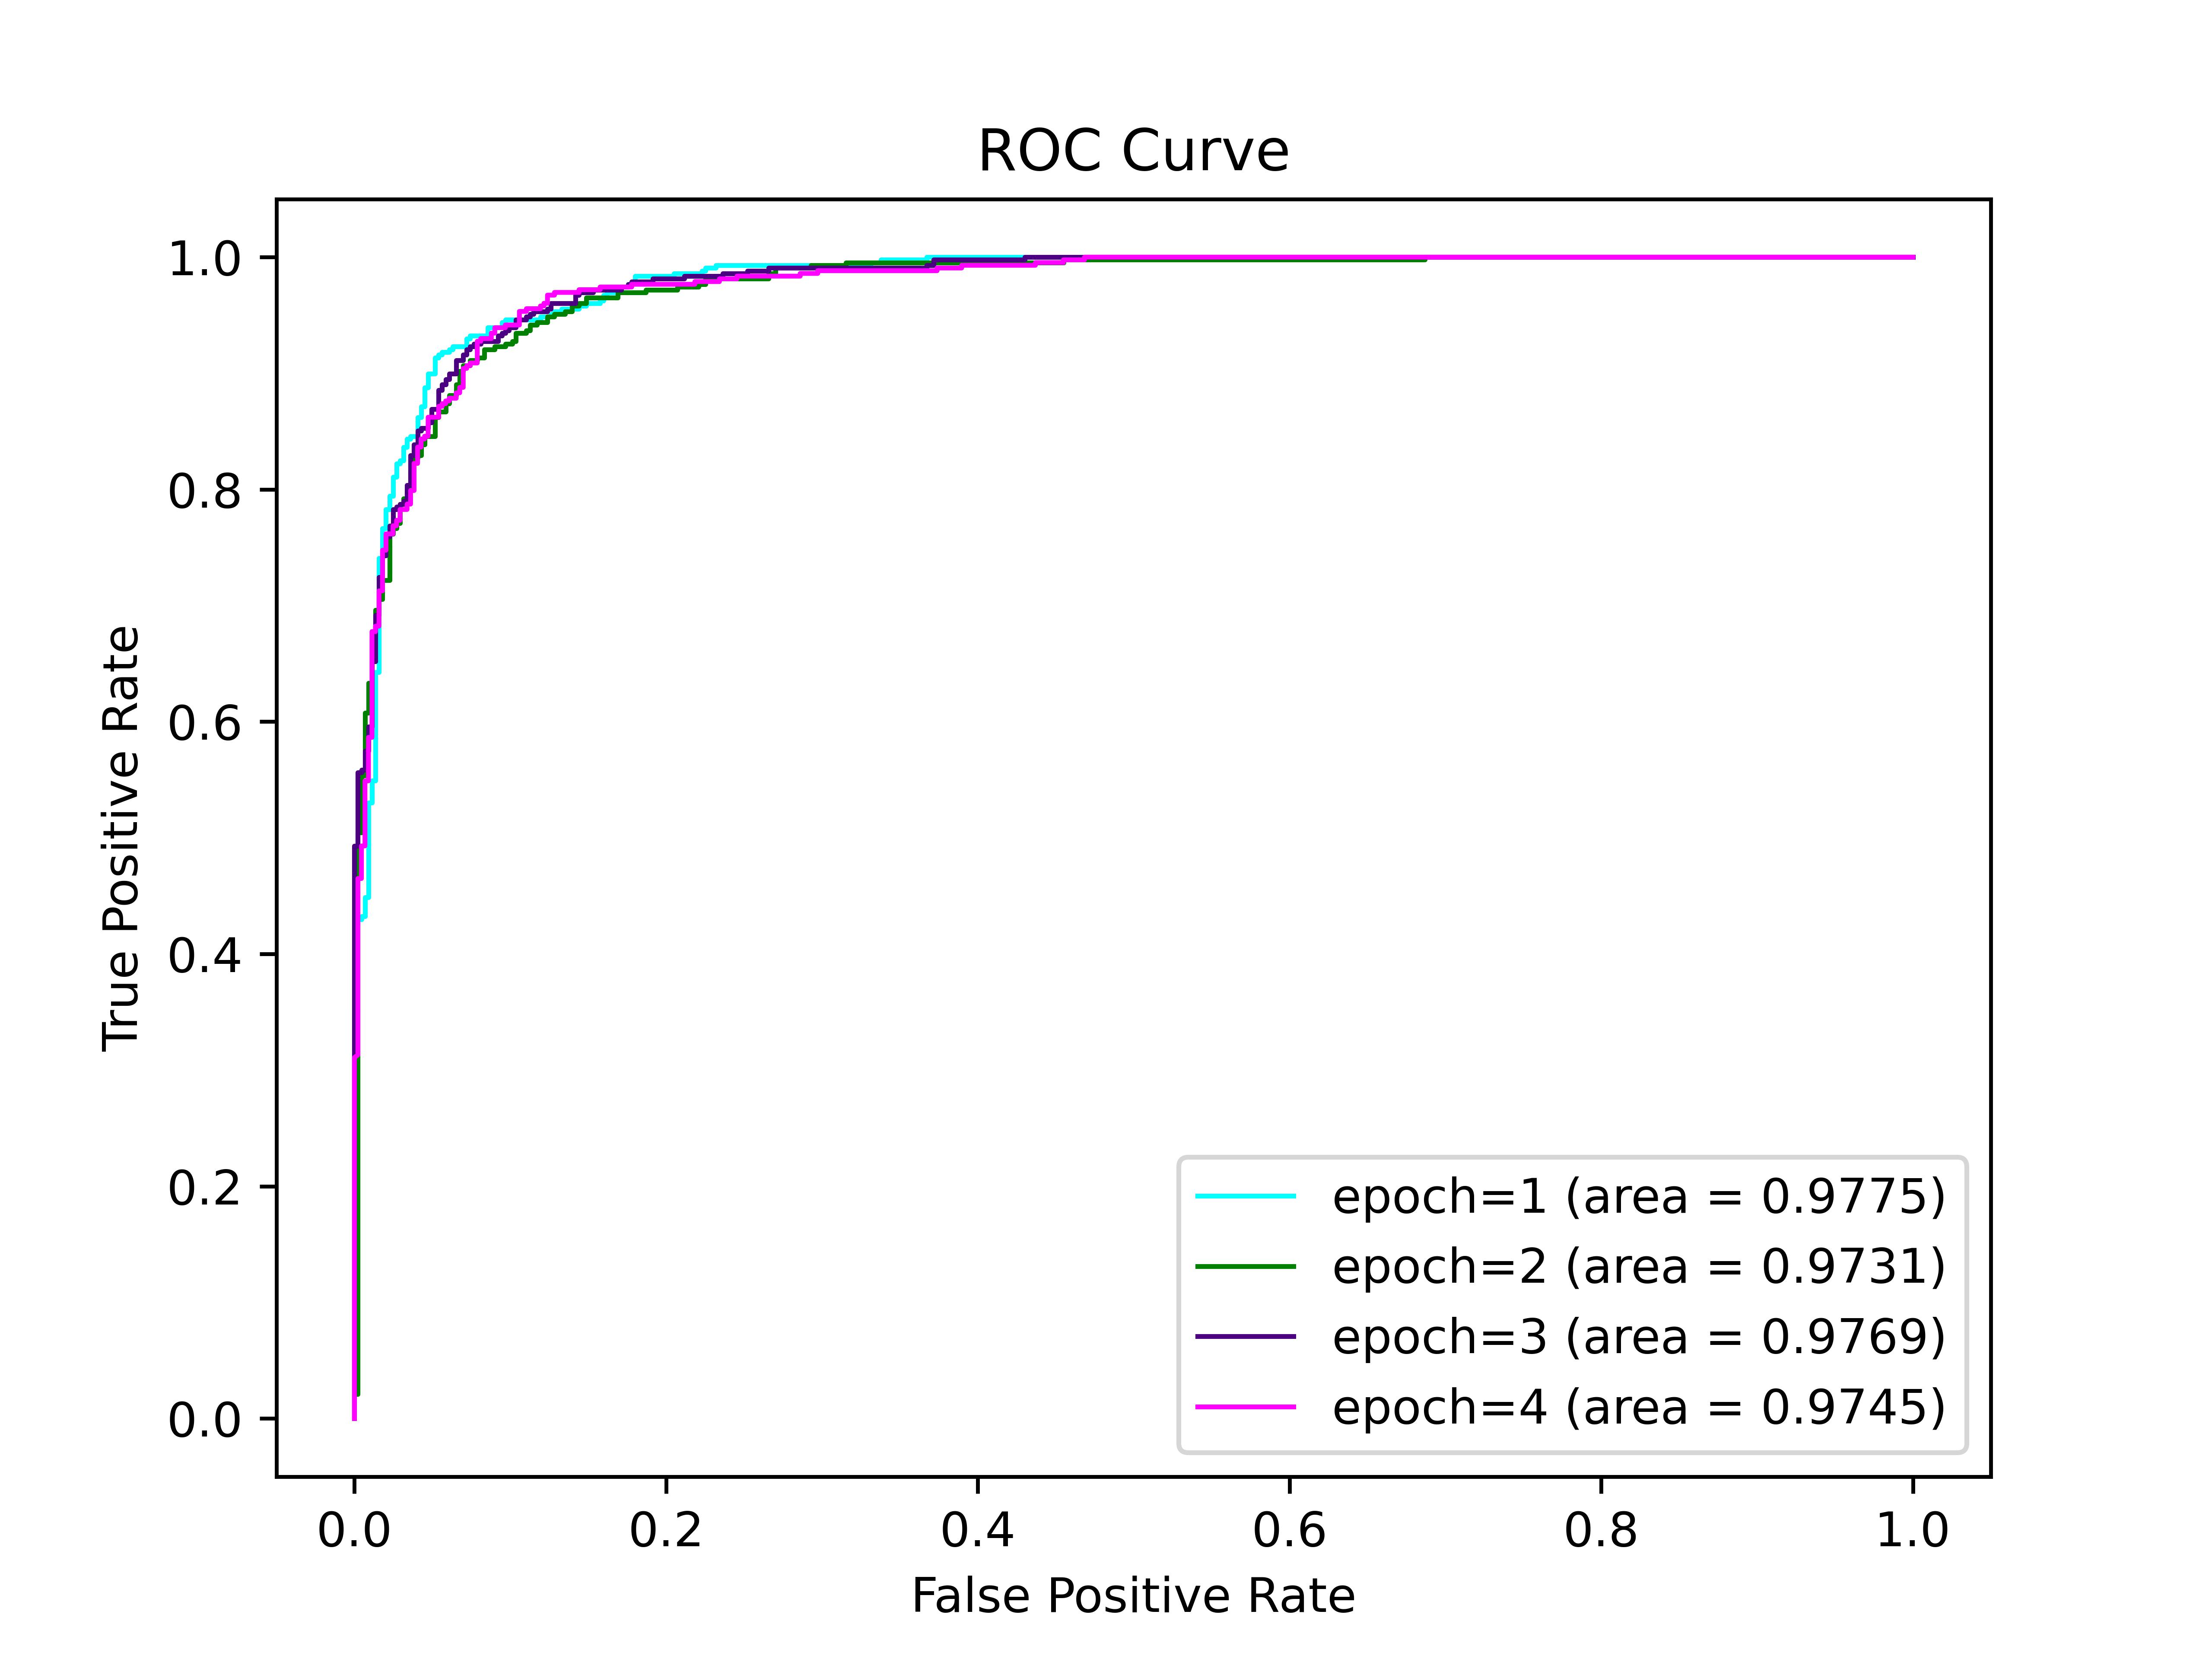 ROC Curve
1.0
0.8
0.6
0.4
0.2
0.0
True Positive Rate
epoch=1 (area = 0.9775)
epoch=2 (area = 0.9731)
epoch=3 (area = 0.9769)
epoch=4 (area = 0.9745)
0.0 0.2 0.4 0.6 0.8 1.0
False Positive Rate